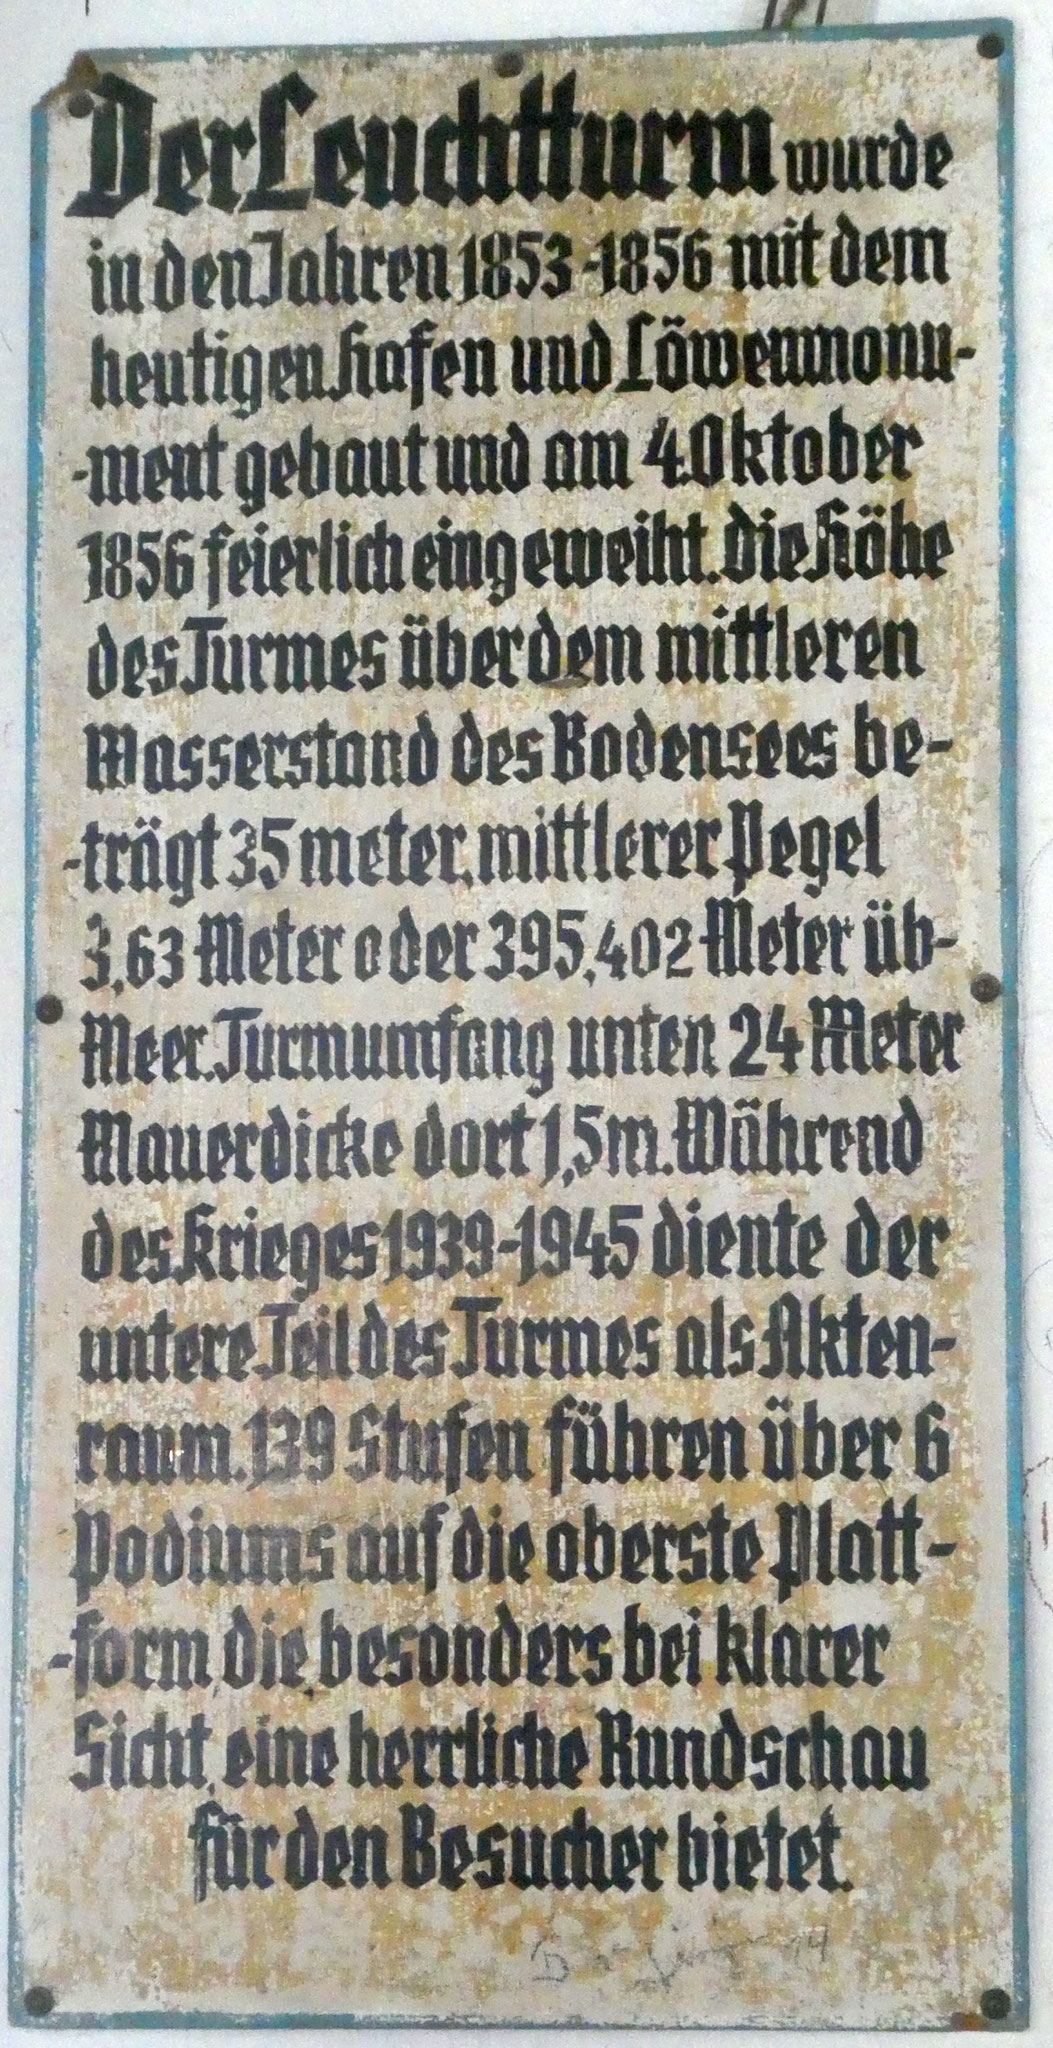 Der Leuchtturm wurde
in den Jahren 1853-1856 mit dem
heutigen Hafen und Löwenmonu-
-ment gebaut und am 4.Oktober
1856 feierlich eingeweiht. Die Höhe
des Turmes über dem mittleren
Wasserstand des Bodensees be-
-trägt 35 meter, mittlerer Pegel
3,63 Meter oder 395,402 Meter üb-
Meer. Turmumfang unten 24 Meter
Mauerdicke dort 1,5m. Während
des Krieges 1939-1945 diente der
untere Teil des Turmes als Akten-
raum. 139 Stufen führen über 6
Podiums auf die oberste Platt-
-form, die, besonders bei klarer
Sicht, eine herrliche Rundschau
für den Besucher bietet.